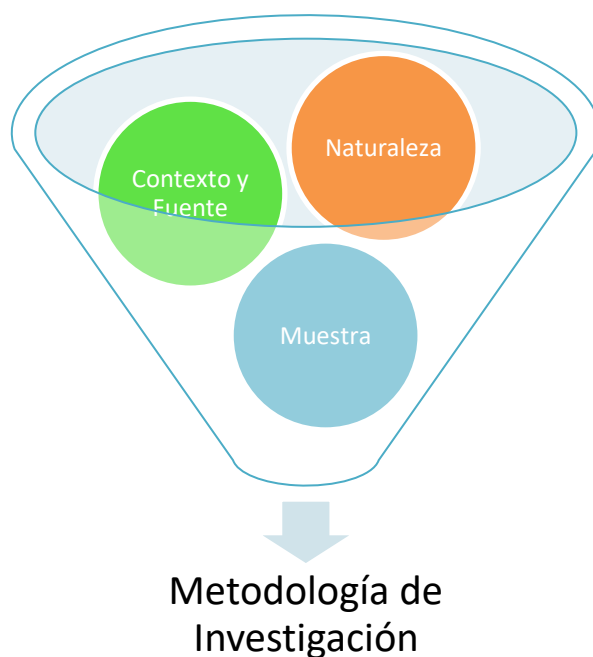 Naturaleza
Contexto y
Fuente
Muestra
Metodología de
Investigación